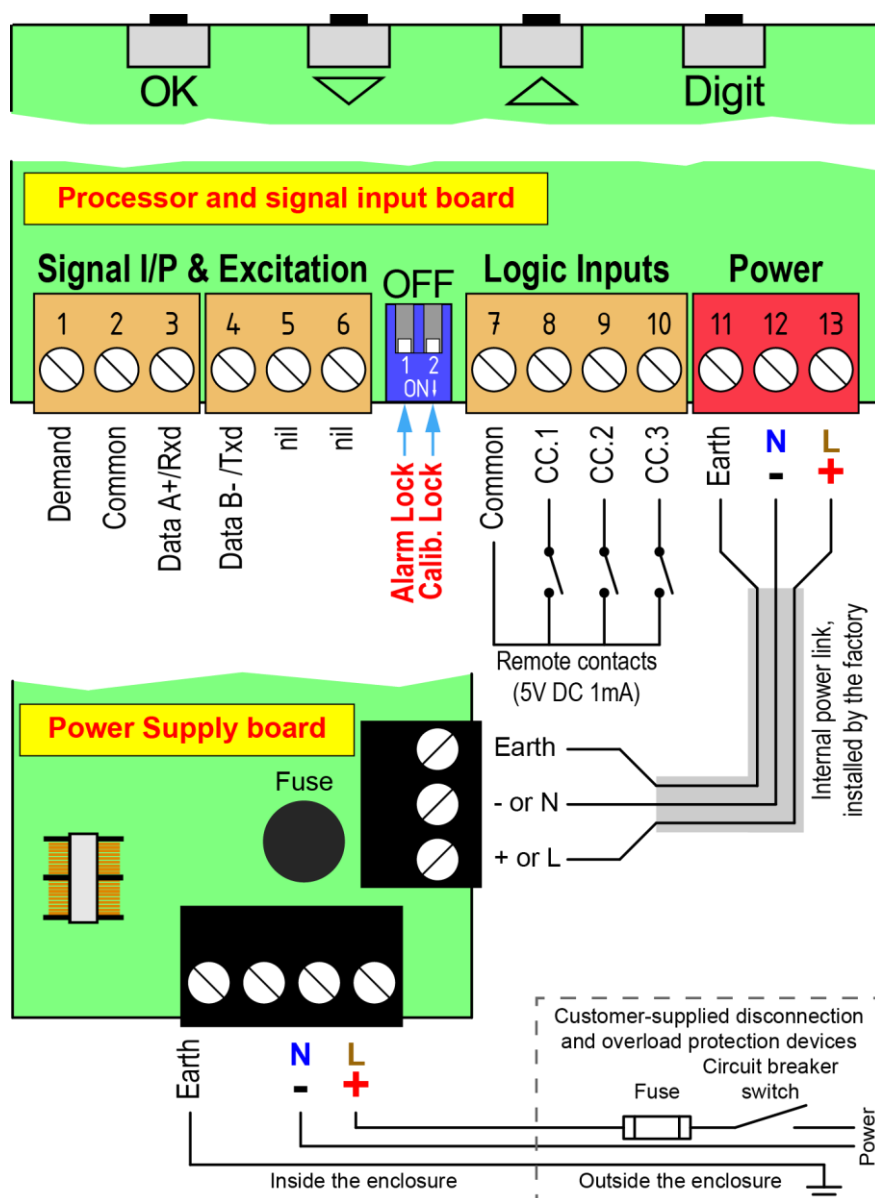 OK
Digit
Processor and signal input board
Signal I/P & Excitation
OFF
Logic Inputs
Power
1 2 3 4 5 6
1 2
ON
7 8 9 10 11 12 13
Demand
Common
Data A+/Rxd
Data B- /Txd
nil
nil
Alarm Lock
Calib. Lock
Common
CC.1
CC.2
CC.3
Earth
N
-
L
+
Remote contacts
(5V DC 1mA)
Internal power link,
installed by the factory
Power Supply board
Fuse
Earth
- or N
+ or L
Earth
N
-
L
+
Customer-supplied disconnection
and overload protection devices
Circuit breaker
switch
Fuse
Power
Inside the enclosure
Outside the enclosure